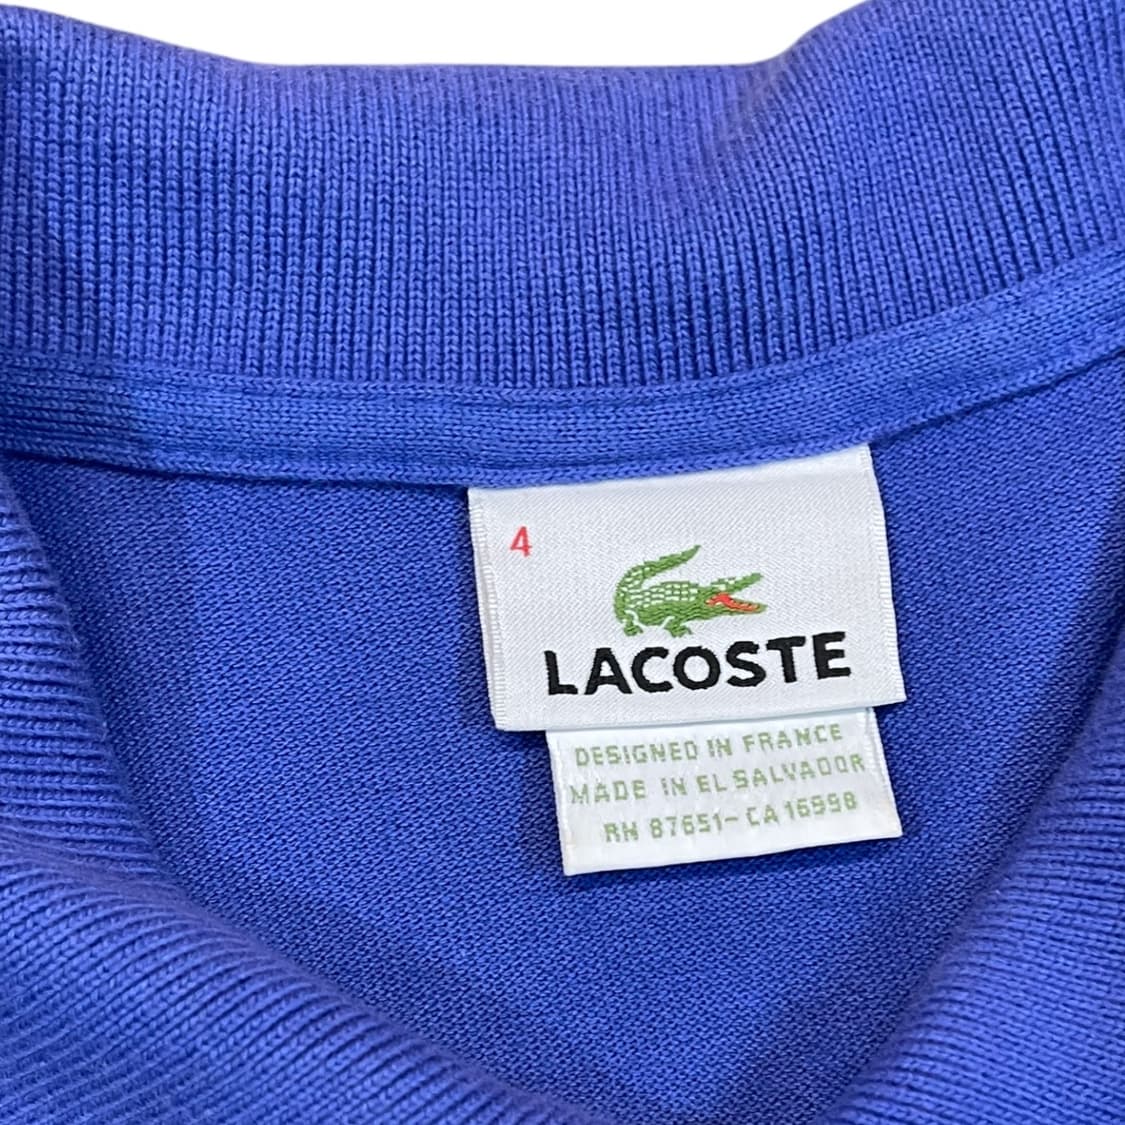 4
LACOSTE
DESIGNED IN FRANCE
MADE IN EL SALVADOR
RN 87651-CA 16998